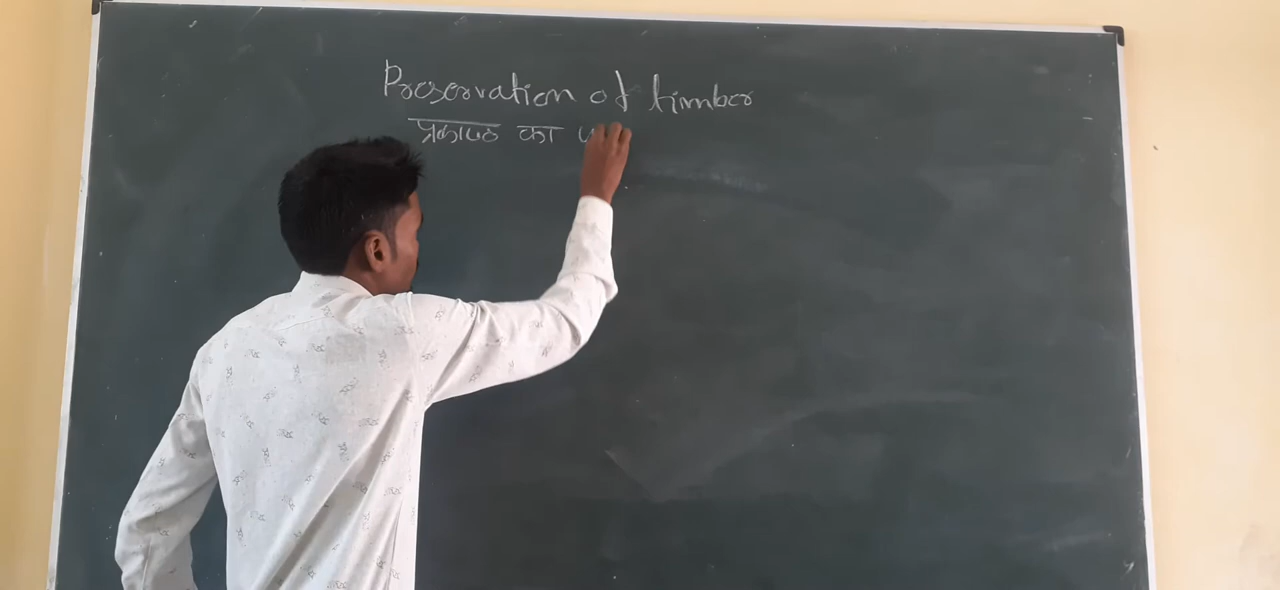 Preservation of timber
प्रकाष्ठ का